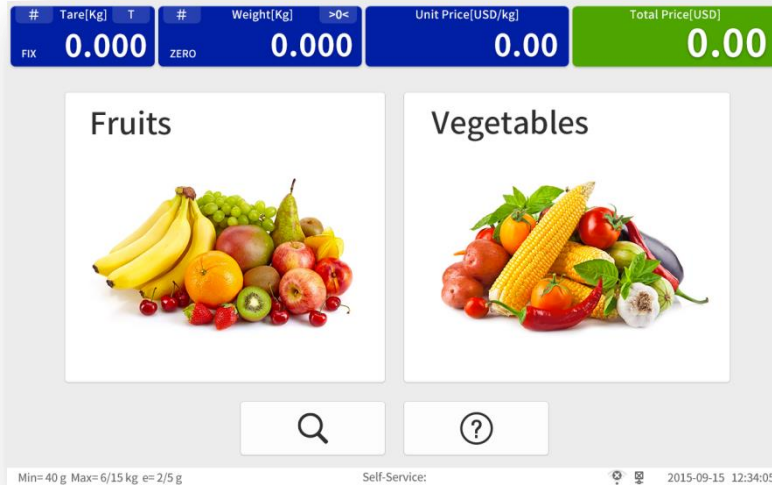 # Tare[Kg] T
FIX 0.000
# Weight[Kg] >0<
ZERO 0.000
Unit Price[USD/kg]
0.00
Total Price[USD]
0.00
Fruits
Vegetables
?
Min= 40 g Max= 6/15 kg e= 2/5 g
Self-Service:
2015-09-15 12:34:05